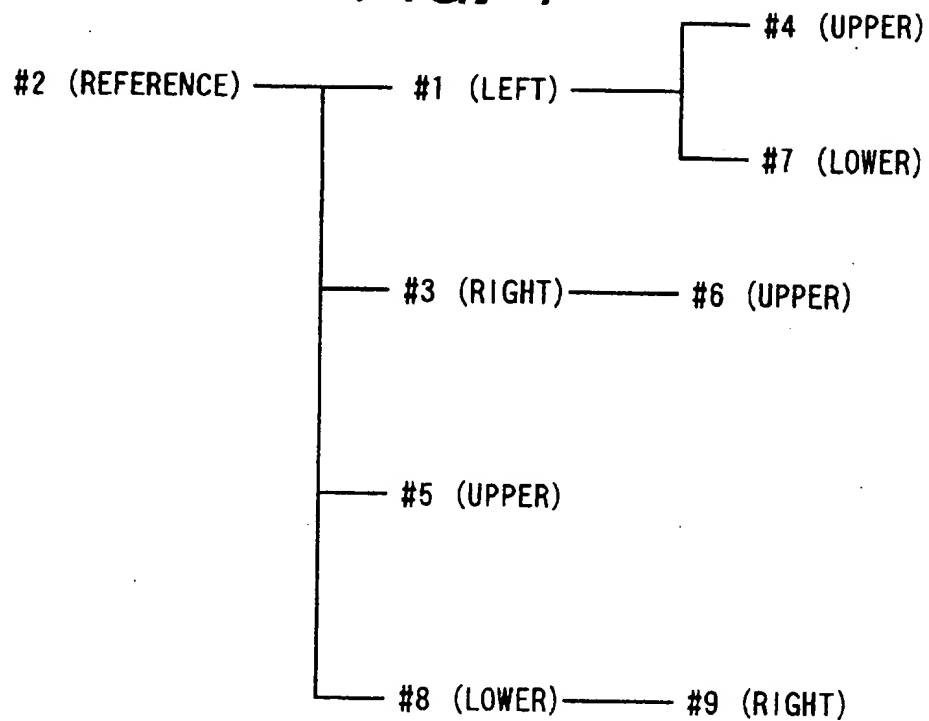 #4 (UPPER)
#2 (REFERENCE) #1 (LEFT)
#7 (LOWER)
#3 (RIGHT) #6 (UPPER)
#5 (UPPER)
#8 (LOWER) #9 (RIGHT)